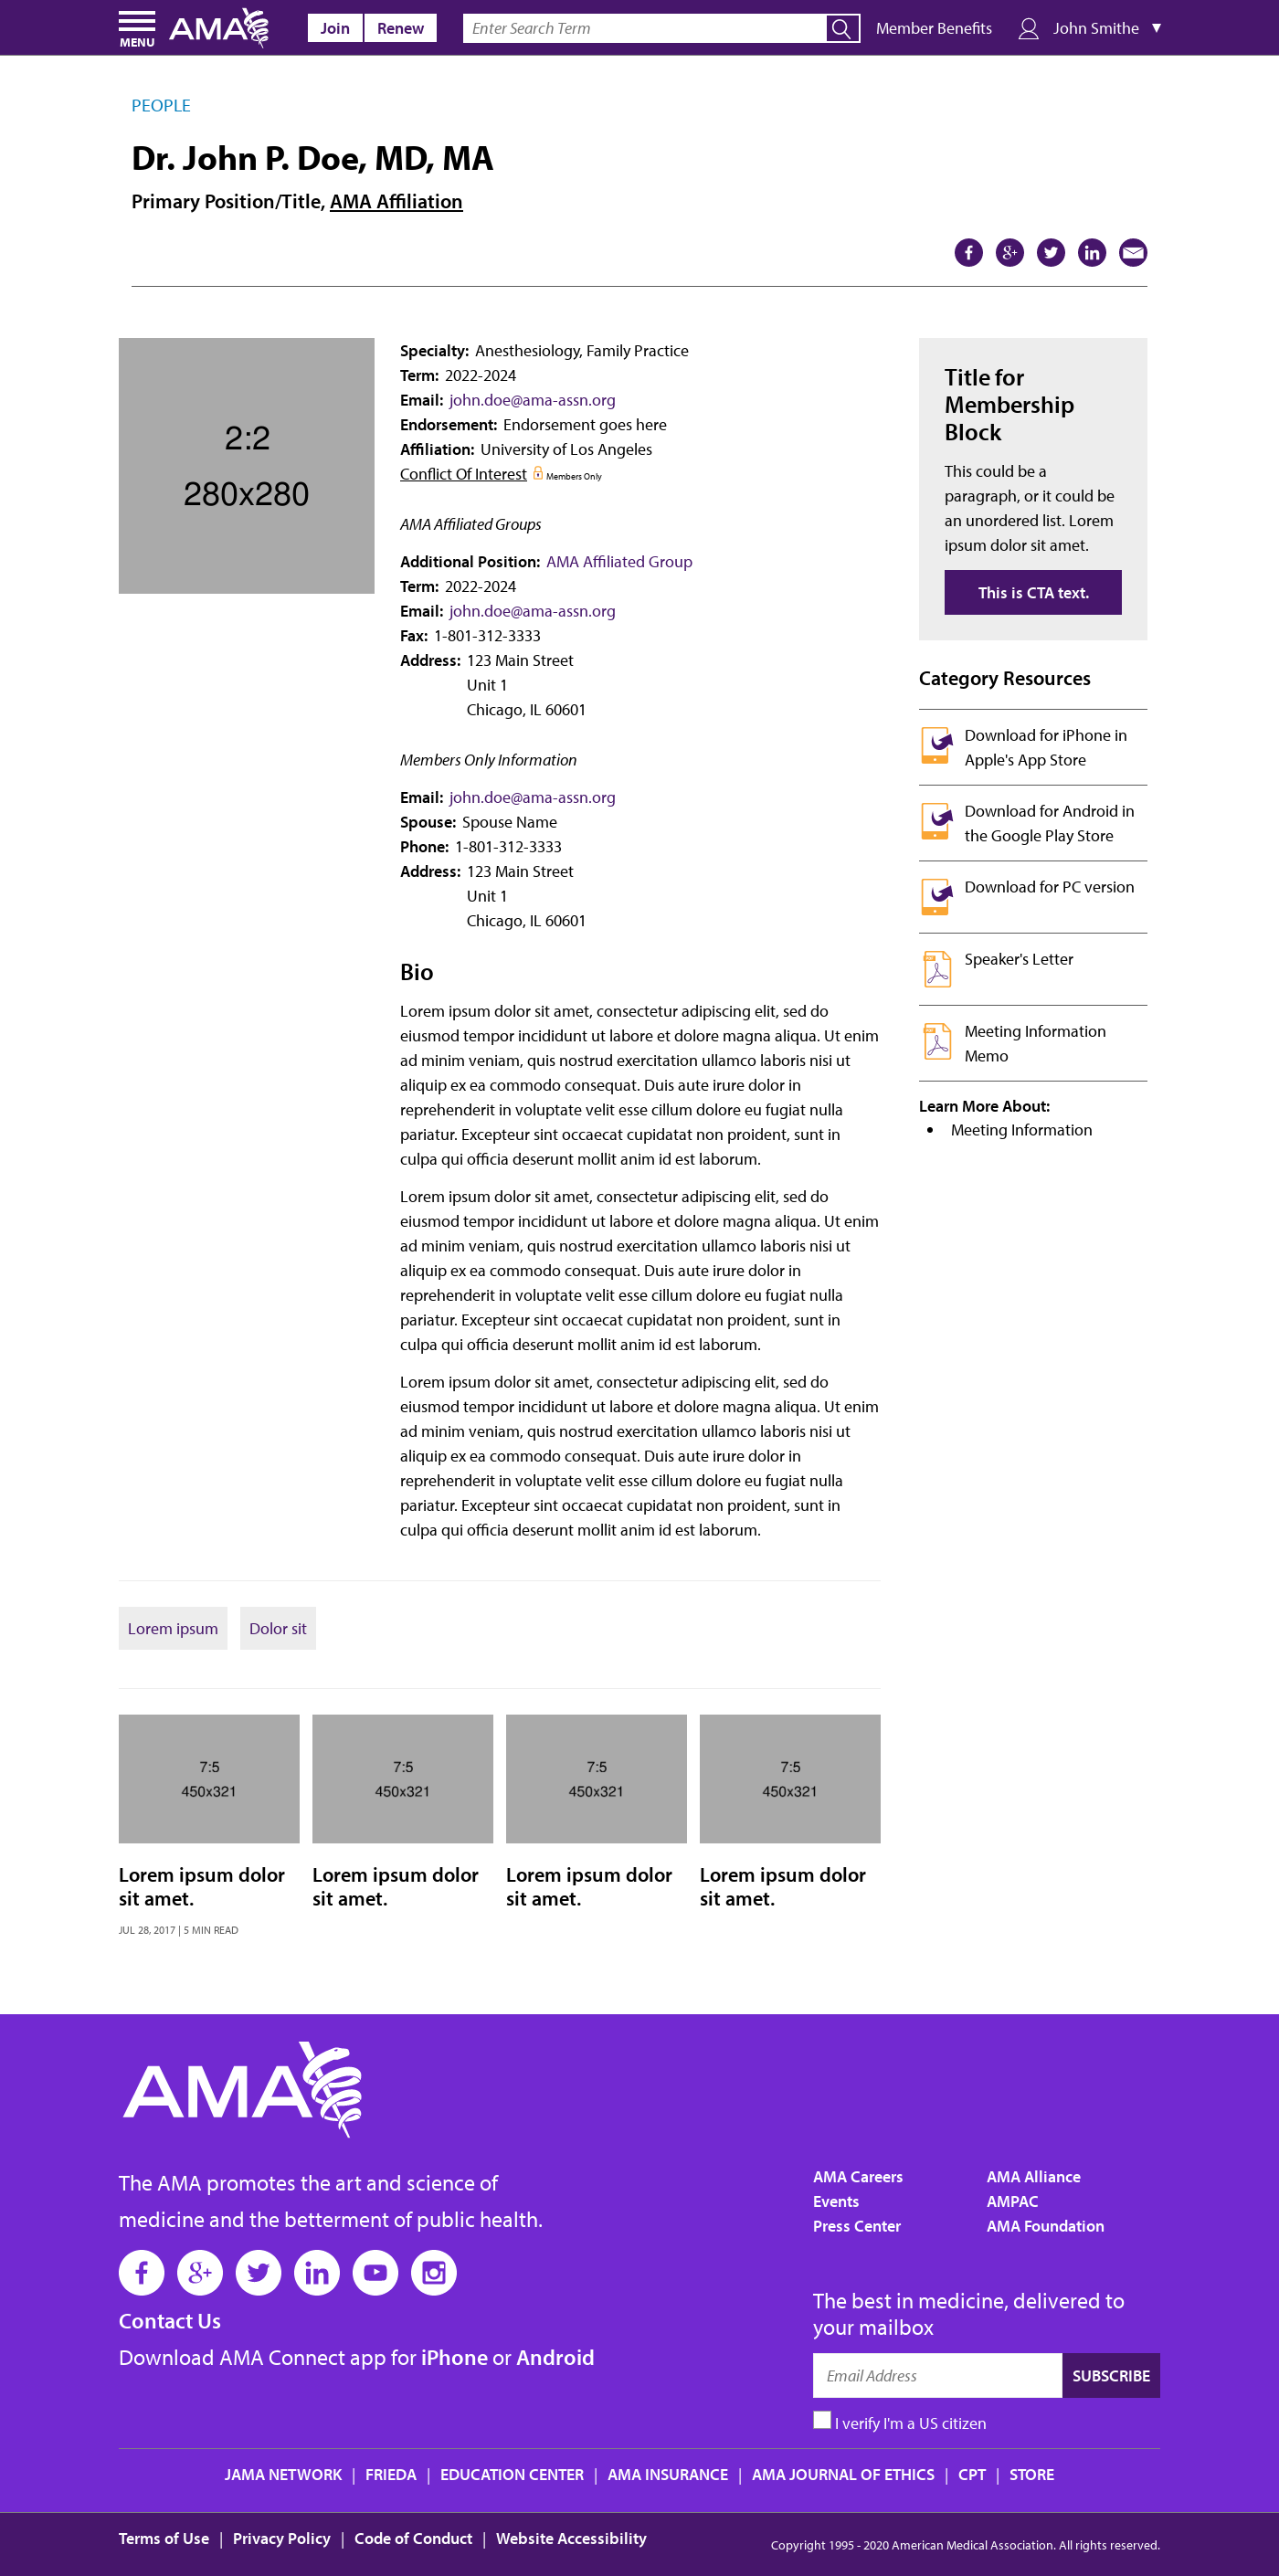 MENU
AMA
Join
Renew
Enter Search Term
Member Benefits
John Smithe
PEOPLE
Dr. John P. Doe, MD, MA
Primary Position/Title, AMA Affiliation
2:2
280x280
Specialty: Anesthesiology, Family Practice
Term: 2022-2024
Email: john.doe@ama-assn.org
Endorsement: Endorsement goes here
Affiliation: University of Los Angeles
Conflict Of Interest Members Only
AMA Affiliated Groups
Additional Position: AMA Affiliated Group
Term: 2022-2024
Email: john.doe@ama-assn.org
Fax: 1-801-312-3333
Address: 123 Main Street
Unit 1
Chicago, IL 60601
Members Only Information
Email: john.doe@ama-assn.org
Spouse: Spouse Name
Phone: 1-801-312-3333
Address: 123 Main Street
Unit 1
Chicago, IL 60601
Bio
Lorem ipsum dolor sit amet, consectetur adipiscing elit, sed do
eiusmod tempor incididunt ut labore et dolore magna aliqua. Ut enim
ad minim veniam, quis nostrud exercitation ullamco laboris nisi ut
aliquip ex ea commodo consequat. Duis aute irure dolor in
reprehenderit in voluptate velit esse cillum dolore eu fugiat nulla
pariatur. Excepteur sint occaecat cupidatat non proident, sunt in
culpa qui officia deserunt mollit anim id est laborum.
Lorem ipsum dolor sit amet, consectetur adipiscing elit, sed do
eiusmod tempor incididunt ut labore et dolore magna aliqua. Ut enim
ad minim veniam, quis nostrud exercitation ullamco laboris nisi ut
aliquip ex ea commodo consequat. Duis aute irure dolor in
reprehenderit in voluptate velit esse cillum dolore eu fugiat nulla
pariatur. Excepteur sint occaecat cupidatat non proident, sunt in
culpa qui officia deserunt mollit anim id est laborum.
Lorem ipsum dolor sit amet, consectetur adipiscing elit, sed do
eiusmod tempor incididunt ut labore et dolore magna aliqua. Ut enim
ad minim veniam, quis nostrud exercitation ullamco laboris nisi ut
aliquip ex ea commodo consequat. Duis aute irure dolor in
reprehenderit in voluptate velit esse cillum dolore eu fugiat nulla
pariatur. Excepteur sint occaecat cupidatat non proident, sunt in
culpa qui officia deserunt mollit anim id est laborum.
Title for
Membership
Block
This could be a
paragraph, or it could be
an unordered list. Lorem
ipsum dolor sit amet.
This is CTA text.
Category Resources
Download for iPhone in
Apple's App Store
Download for Android in
the Google Play Store
Download for PC version
Speaker's Letter
Meeting Information
Memo
Learn More About:
Meeting Information
Lorem ipsum
Dolor sit
7:5
450x321
7:5
450x321
7:5
450x321
7:5
450x321
Lorem ipsum dolor
sit amet.
JUL 28, 2017 | 5 MIN READ
Lorem ipsum dolor
sit amet.
Lorem ipsum dolor
sit amet.
Lorem ipsum dolor
sit amet.
AMA
The AMA promotes the art and science of
medicine and the betterment of public health.
Contact Us
Download AMA Connect app for iPhone or Android
AMA Careers
Events
Press Center
AMA Alliance
AMPAC
AMA Foundation
The best in medicine, delivered to
your mailbox
Email Address
SUBSCRIBE
I verify I'm a US citizen
JAMA NETWORK | FRIEDA | EDUCATION CENTER | AMA INSURANCE | AMA JOURNAL OF ETHICS | CPT | STORE
Terms of Use | Privacy Policy | Code of Conduct | Website Accessibility
Copyright 1995 - 2020 American Medical Association. All rights reserved.